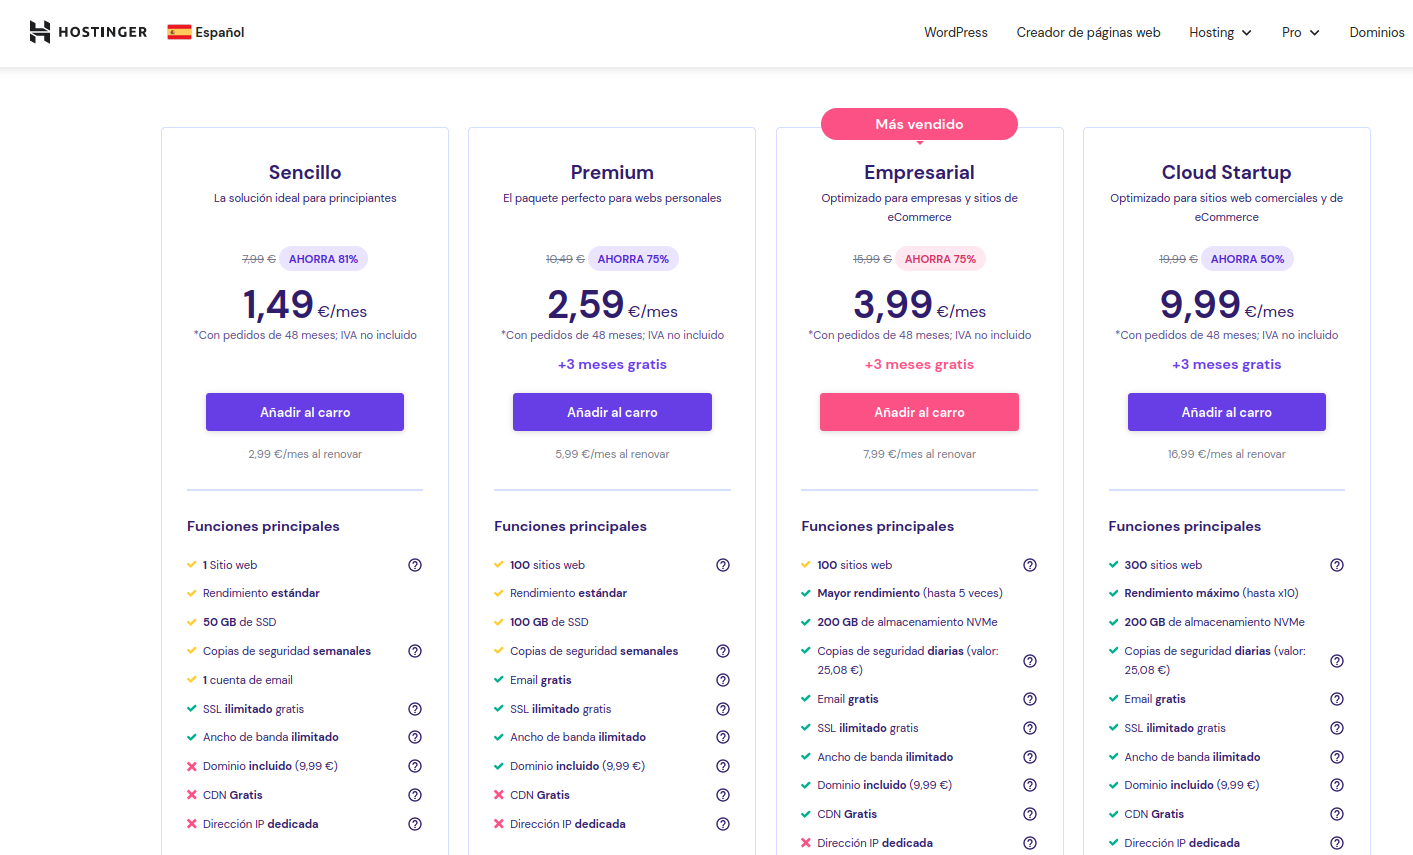 HOSTINGER
Español
WordPress
Creador de páginas web
Hosting
Pro
Dominios
Sencillo
La solución ideal para principiantes
7,99 € AHORRA 81%
1,49 €/mes
*Con pedidos de 48 meses; IVA no incluido
Añadir al carro
2,99 €/mes al renovar
Funciones principales
1 Sitio web
Rendimiento estándar
50 GB de SSD
Copias de seguridad semanales
1 cuenta de email
SSL ilimitado gratis
Ancho de banda ilimitado
Dominio incluido (9,99 €)
CDN Gratis
Dirección IP dedicada
Premium
El paquete perfecto para webs personales
10,49 € AHORRA 75%
2,59 €/mes
*Con pedidos de 48 meses; IVA no incluido
+3 meses gratis
Añadir al carro
5,99 €/mes al renovar
Funciones principales
100 sitios web
Rendimiento estándar
100 GB de SSD
Copias de seguridad semanales
Email gratis
SSL ilimitado gratis
Ancho de banda ilimitado
Dominio incluido (9,99 €)
CDN Gratis
Dirección IP dedicada
Más vendido
Empresarial
Optimizado para empresas y sitios de
eCommerce
15,99 € AHORRA 75%
3,99 €/mes
*Con pedidos de 48 meses; IVA no incluido
+3 meses gratis
Añadir al carro
7,99 €/mes al renovar
Funciones principales
100 sitios web
Mayor rendimiento (hasta 5 veces)
200 GB de almacenamiento NVMe
Copias de seguridad diarias (valor:
25,08 €)
Email gratis
SSL ilimitado gratis
Ancho de banda ilimitado
Dominio incluido (9,99 €)
CDN Gratis
Dirección IP dedicada
Cloud Startup
Optimizado para sitios web comerciales y de
eCommerce
19,99 € AHORRA 50%
9,99 €/mes
*Con pedidos de 48 meses; IVA no incluido
+3 meses gratis
Añadir al carro
16,99 €/mes al renovar
Funciones principales
300 sitios web
Rendimiento máximo (hasta x10)
200 GB de almacenamiento NVMe
Copias de seguridad diarias (valor:
25,08 €)
Email gratis
SSL ilimitado gratis
Ancho de banda ilimitado
Dominio incluido (9,99 €)
CDN Gratis
Dirección IP dedicada